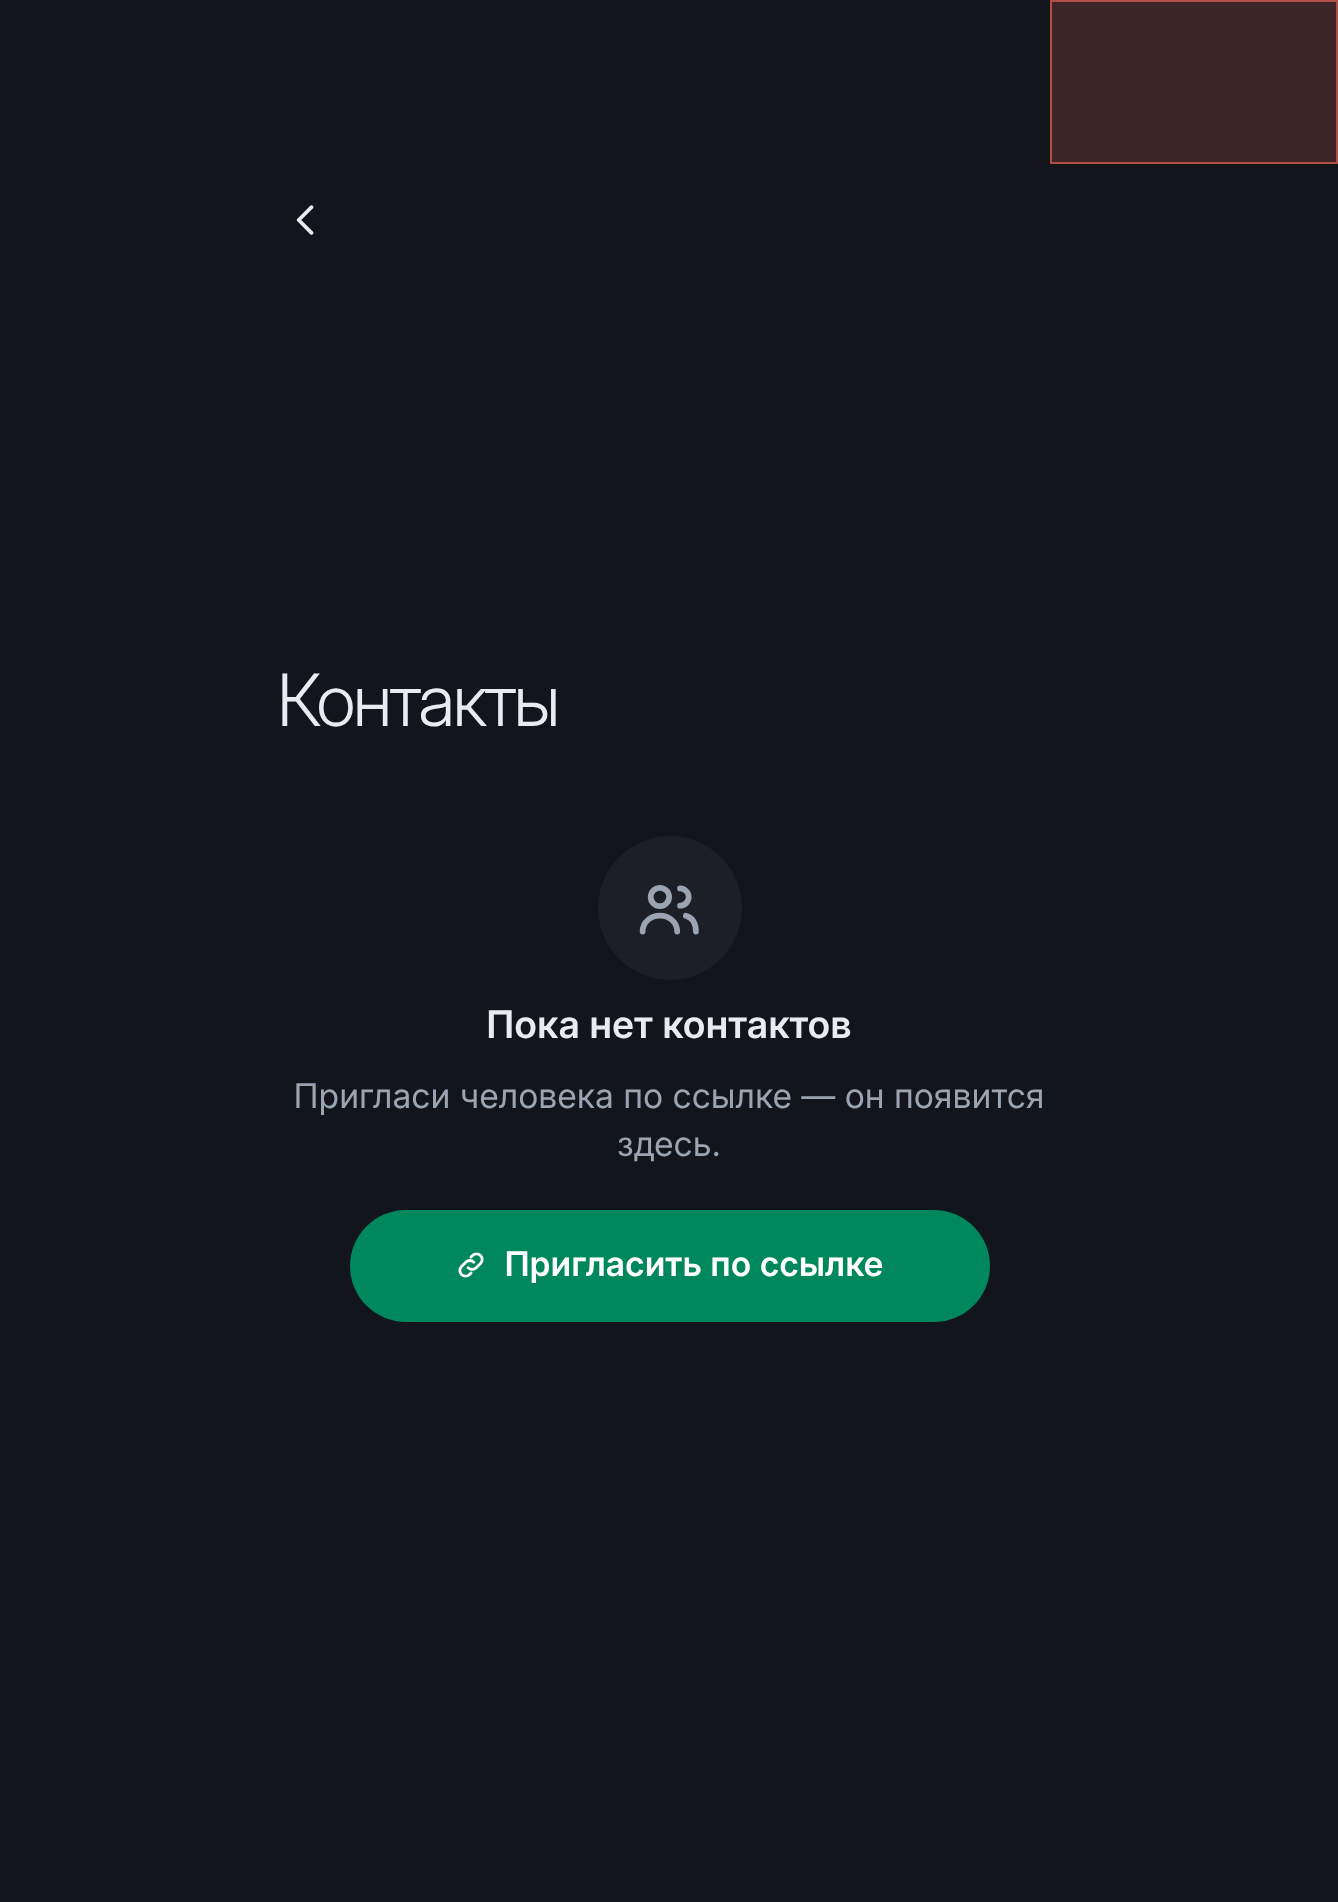 Контакты
Пока нет контактов
Пригласи человека по ссылке — он появится
здесь.
Пригласить по ссылке